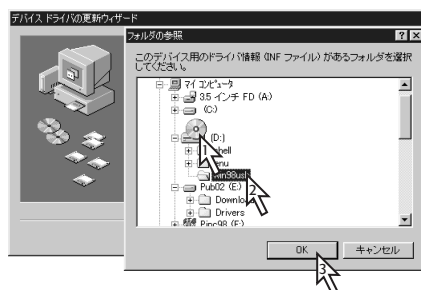 デバイス ドライバの更新ウィザード
フォルダの参照
このデバイス用のドライバ情報 (INF ファイル) があるフォルダを選択
してください。
マイ コンピュータ
3.5 インチ FD (A:)
(C:)
(D:)
1
win98usb
2
Pub02 (E:)
Drivers
OK
キャンセル
3